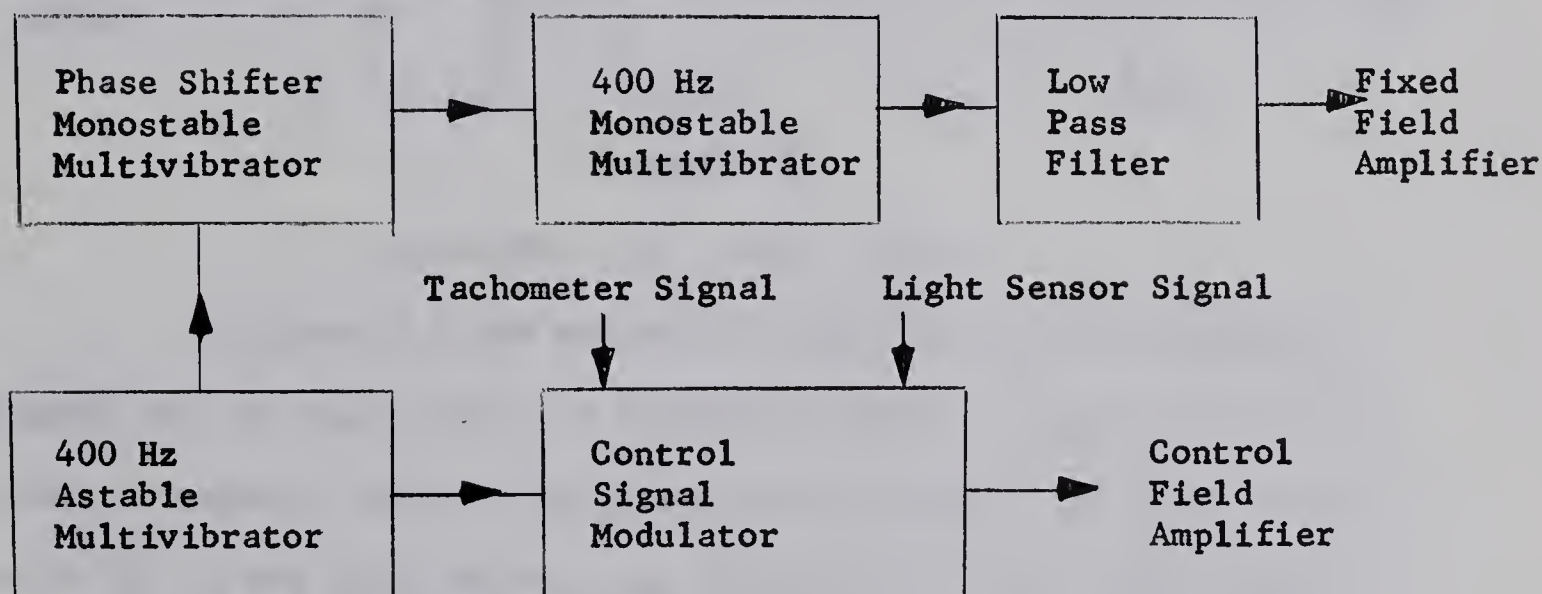 Phase Shifter
Monostable
Multivibrator
400 Hz
Monostable
Multivibrator
Low
Pass
Filter
Fixed
Field
Amplifier
Tachometer Signal
Light Sensor Signal
400 Hz
Astable
Multivibrator
Control
Signal
Modulator
Control
Field
Amplifier